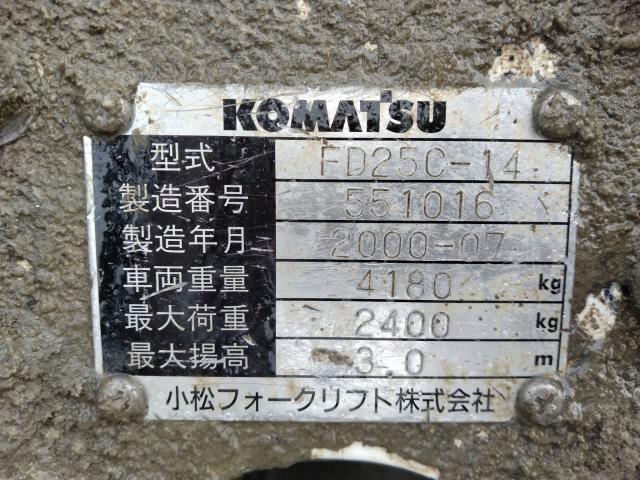 KOMATSU
型式 FD25C-14
製造番号 551016
製造年月 2000-07
車両重量 4180 kg
最大荷重 2400 kg
最大揚高 3.0 m
小松フォークリフト株式会社